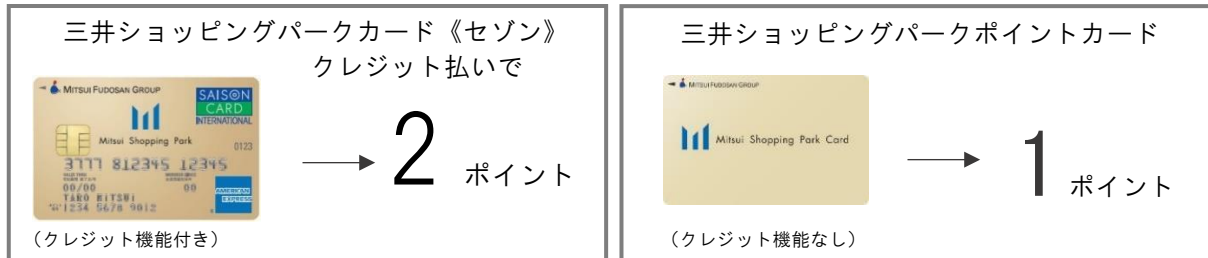 三井ショッピングパークカード《セゾン》
クレジット払いで
MITSUI FUDOSAN GROUP
SAISON
CARD
INTERNATIONAL
Mitsui Shopping Park
0123
3777 812345 12345
00/00
00
TARO MITSUI
1234 5678 9012
AMERICAN
EXPRESS
2 ポイント
(クレジット機能付き)
三井ショッピングパークポイントカード
MITSUI FUDOSAN GROUP
Mitsui Shopping Park Card
1 ポイント
(クレジット機能なし)